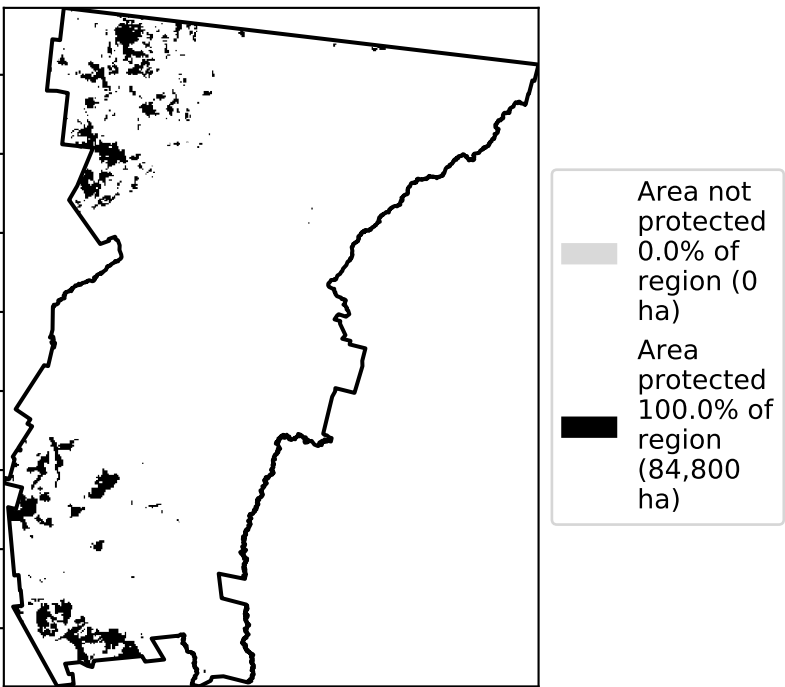 Area not
protected
0.0% of
region (0
ha)
Area
protected
100.0% of
region
(84,800
ha)